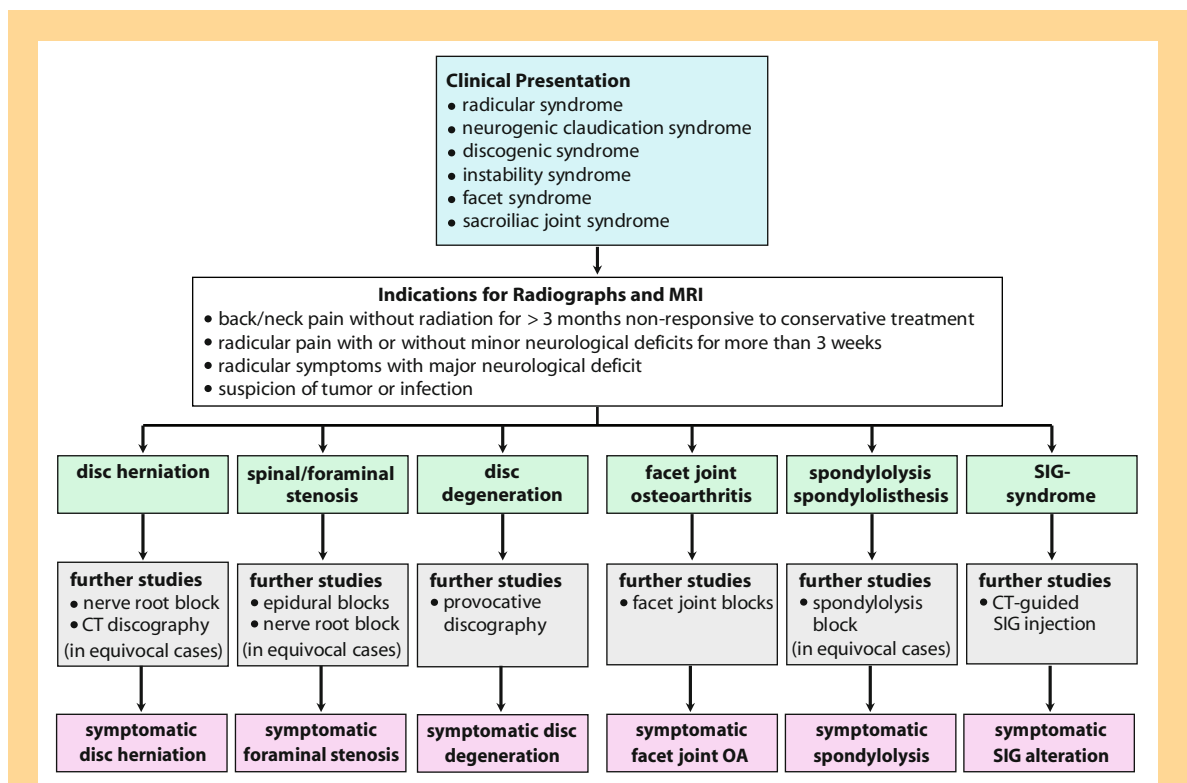 Clinical Presentation
• radicular syndrome
• neurogenic claudication syndrome
• discogenic syndrome
• instability syndrome
• facet syndrome
• sacroiliac joint syndrome
Indications for Radiographs and MRI
• back/neck pain without radiation for > 3 months non-responsive to conservative treatment
• radicular pain with or without minor neurological deficits for more than 3 weeks
• radicular symptoms with major neurological deficit
• suspicion of tumor or infection
disc herniation
spinal/foraminal
stenosis
disc
degeneration
facet joint
osteoarthritis
spondylolysis
spondylolisthesis
SIG-
syndrome
further studies
• nerve root block
• CT discography
(in equivocal cases)
further studies
• epidural blocks
• nerve root block
(in equivocal cases)
further studies
• provocative
discography
further studies
• facet joint blocks
further studies
• spondylolysis
block
(in equivocal cases)
further studies
• CT-guided
SIG injection
symptomatic
disc herniation
symptomatic
foraminal stenosis
symptomatic disc
degeneration
symptomatic
facet joint OA
symptomatic
spondylolysis
symptomatic
SIG alteration